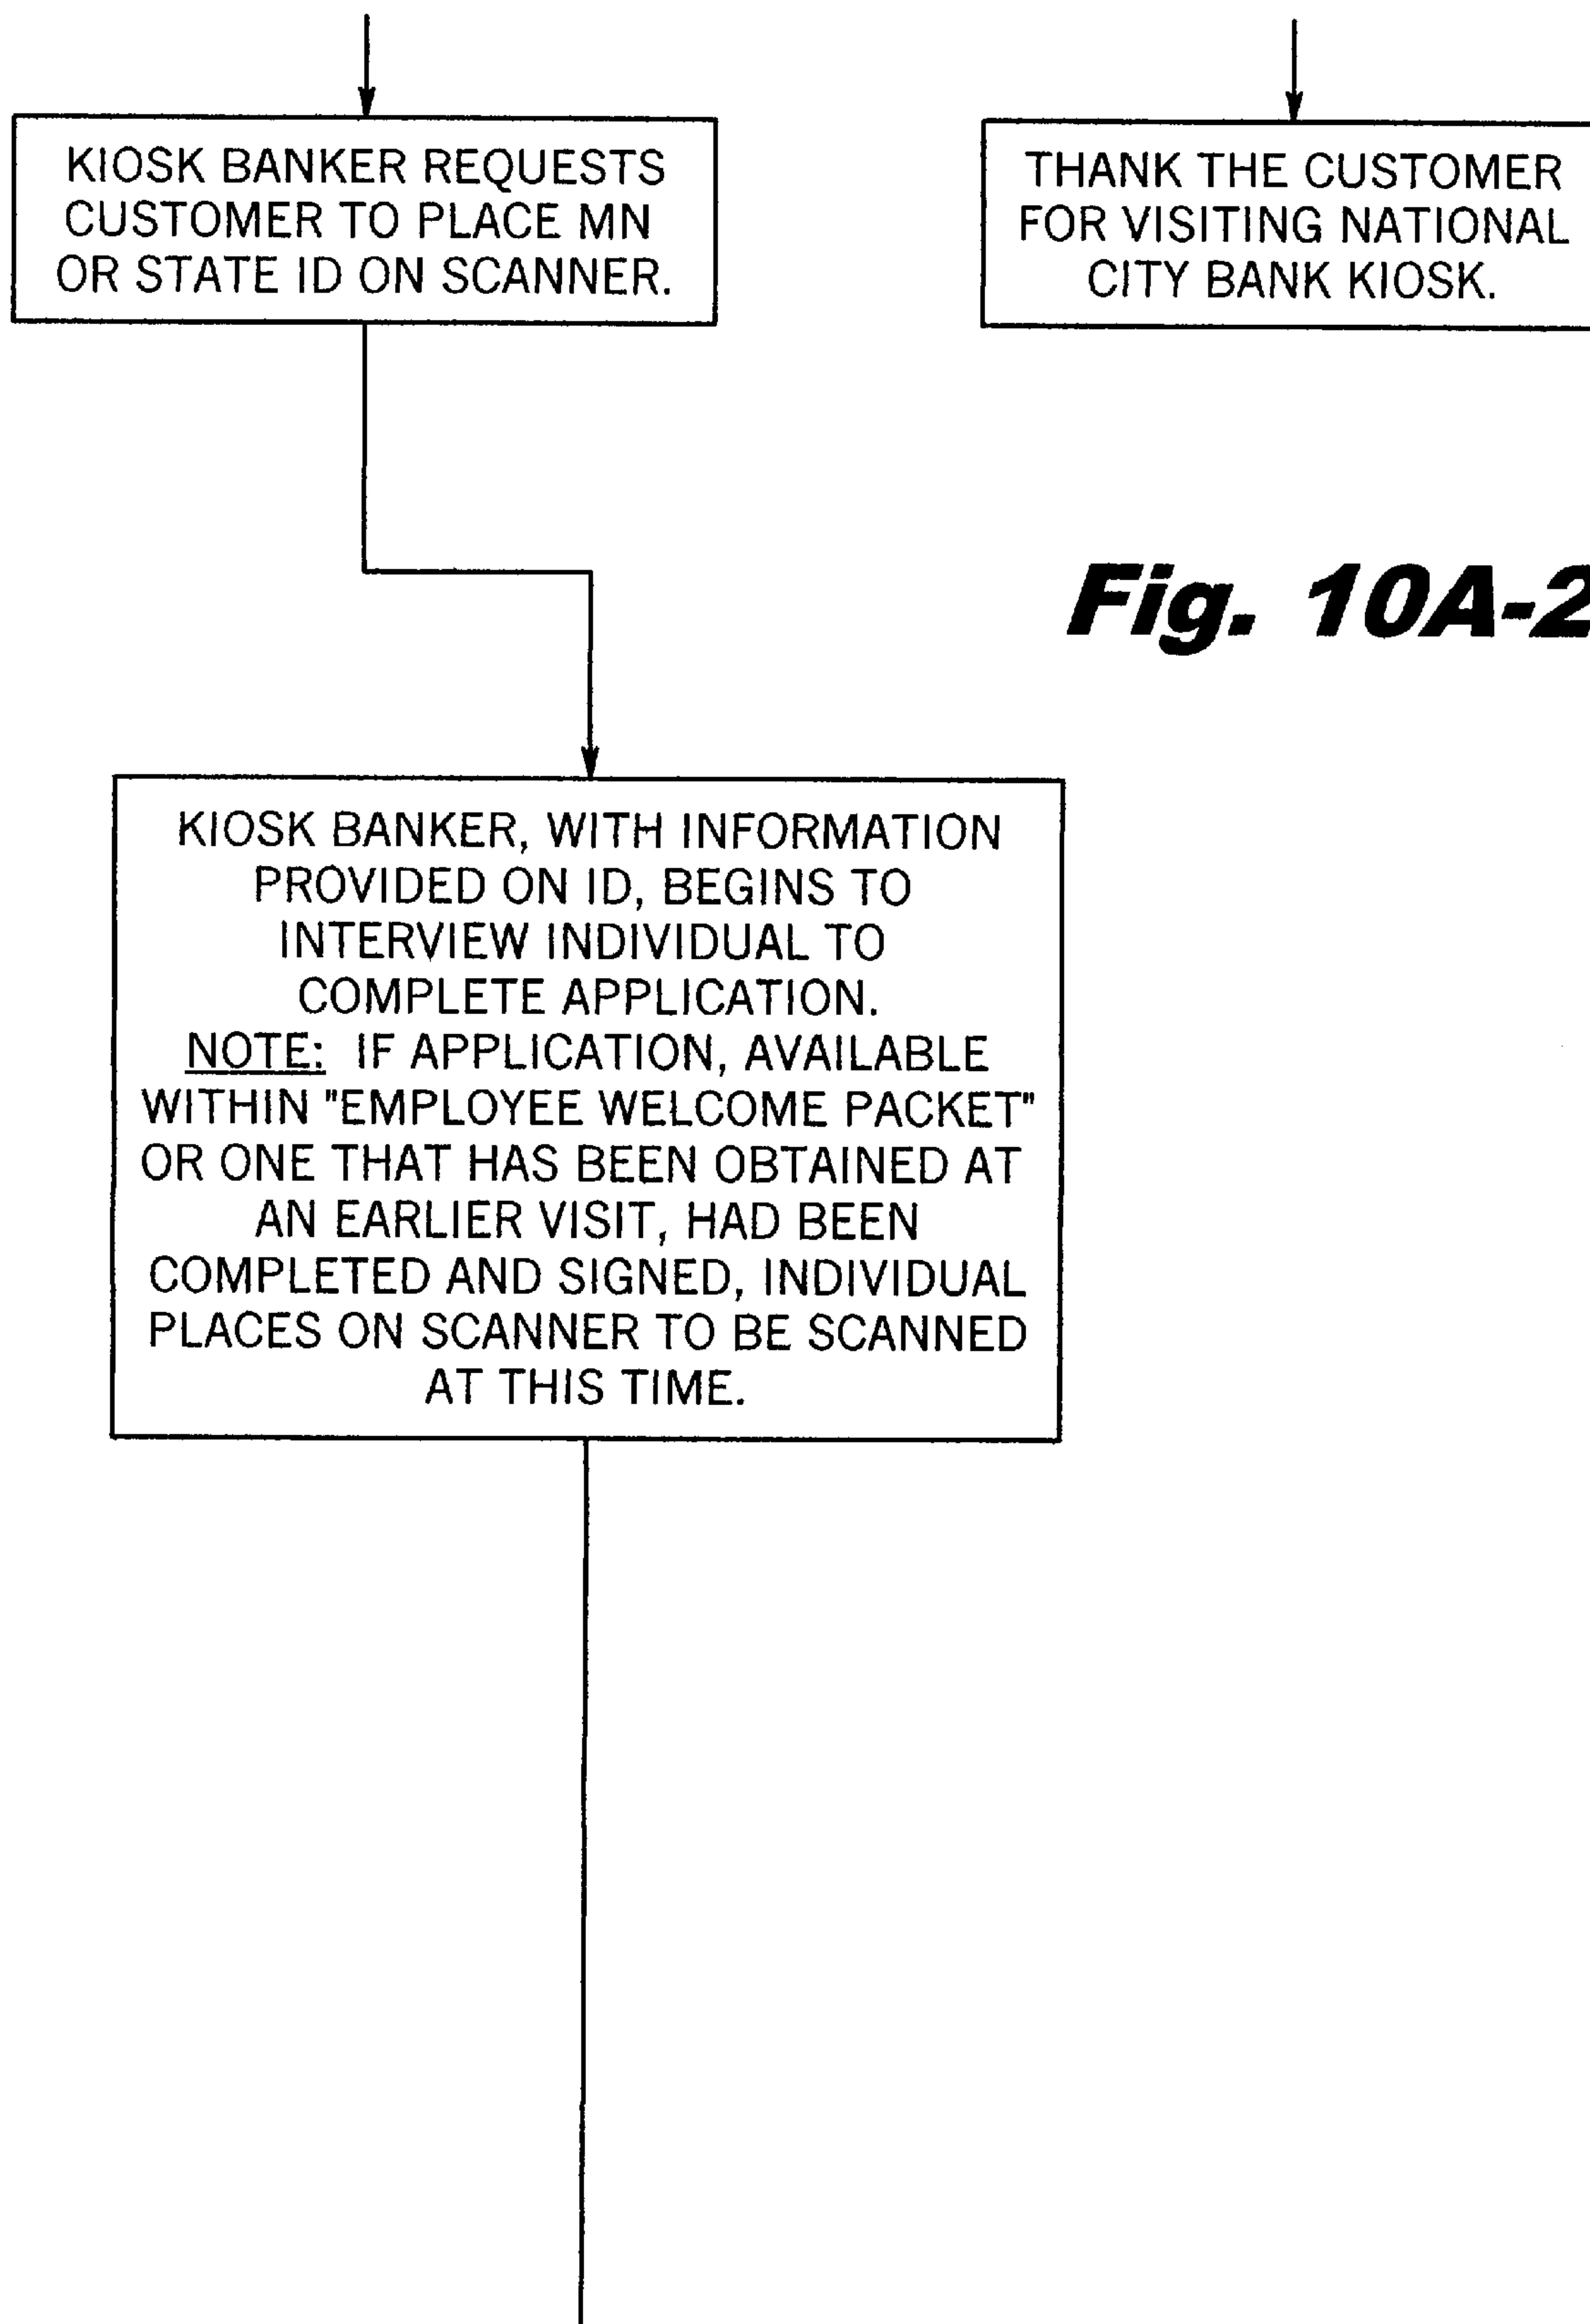 KIOSK BANKER REQUESTS
CUSTOMER TO PLACE MN
OR STATE ID ON SCANNER.
THANK THE CUSTOMER
FOR VISITING NATIONAL
CITY BANK KIOSK.
Fig. 10A-2
KIOSK BANKER, WITH INFORMATION
PROVIDED ON ID, BEGINS TO
INTERVIEW INDIVIDUAL TO
COMPLETE APPLICATION.
NOTE: IF APPLICATION, AVAILABLE
WITHIN "EMPLOYEE WELCOME PACKET"
OR ONE THAT HAS BEEN OBTAINED AT
AN EARLIER VISIT, HAD BEEN
COMPLETED AND SIGNED, INDIVIDUAL
PLACES ON SCANNER TO BE SCANNED
AT THIS TIME.